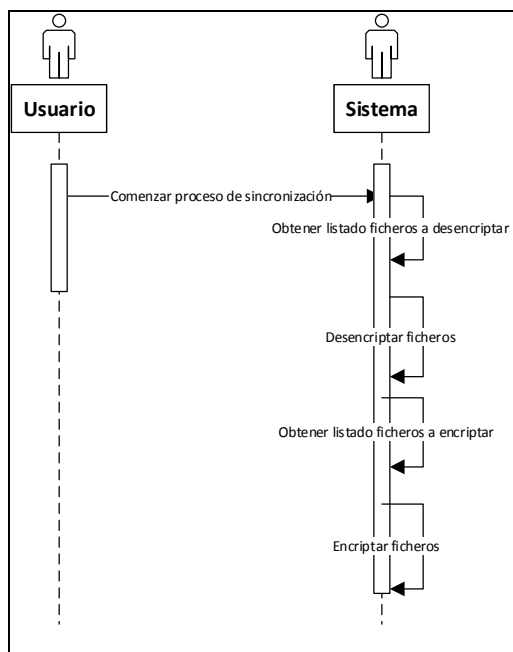 Usuario
Sistema
Comenzar proceso de sincronización
Obtener listado ficheros a desencriptar
Desencriptar ficheros
Obtener listado ficheros a encriptar
Encriptar ficheros